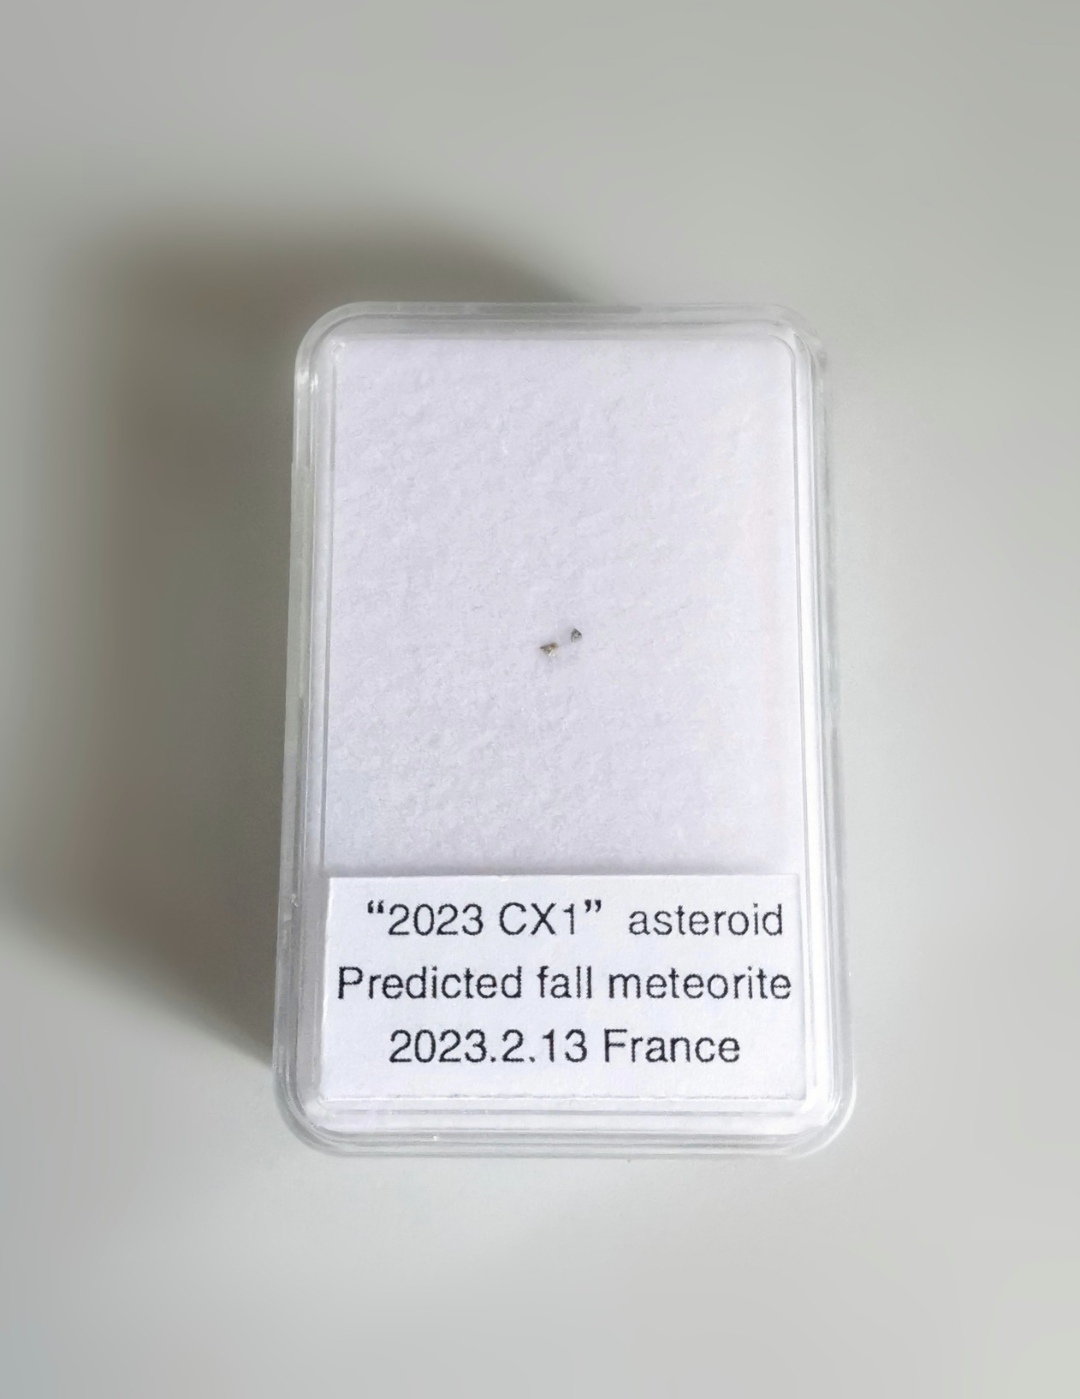 “2023 CX1” asteroid
Predicted fall meteorite
2023.2.13 France